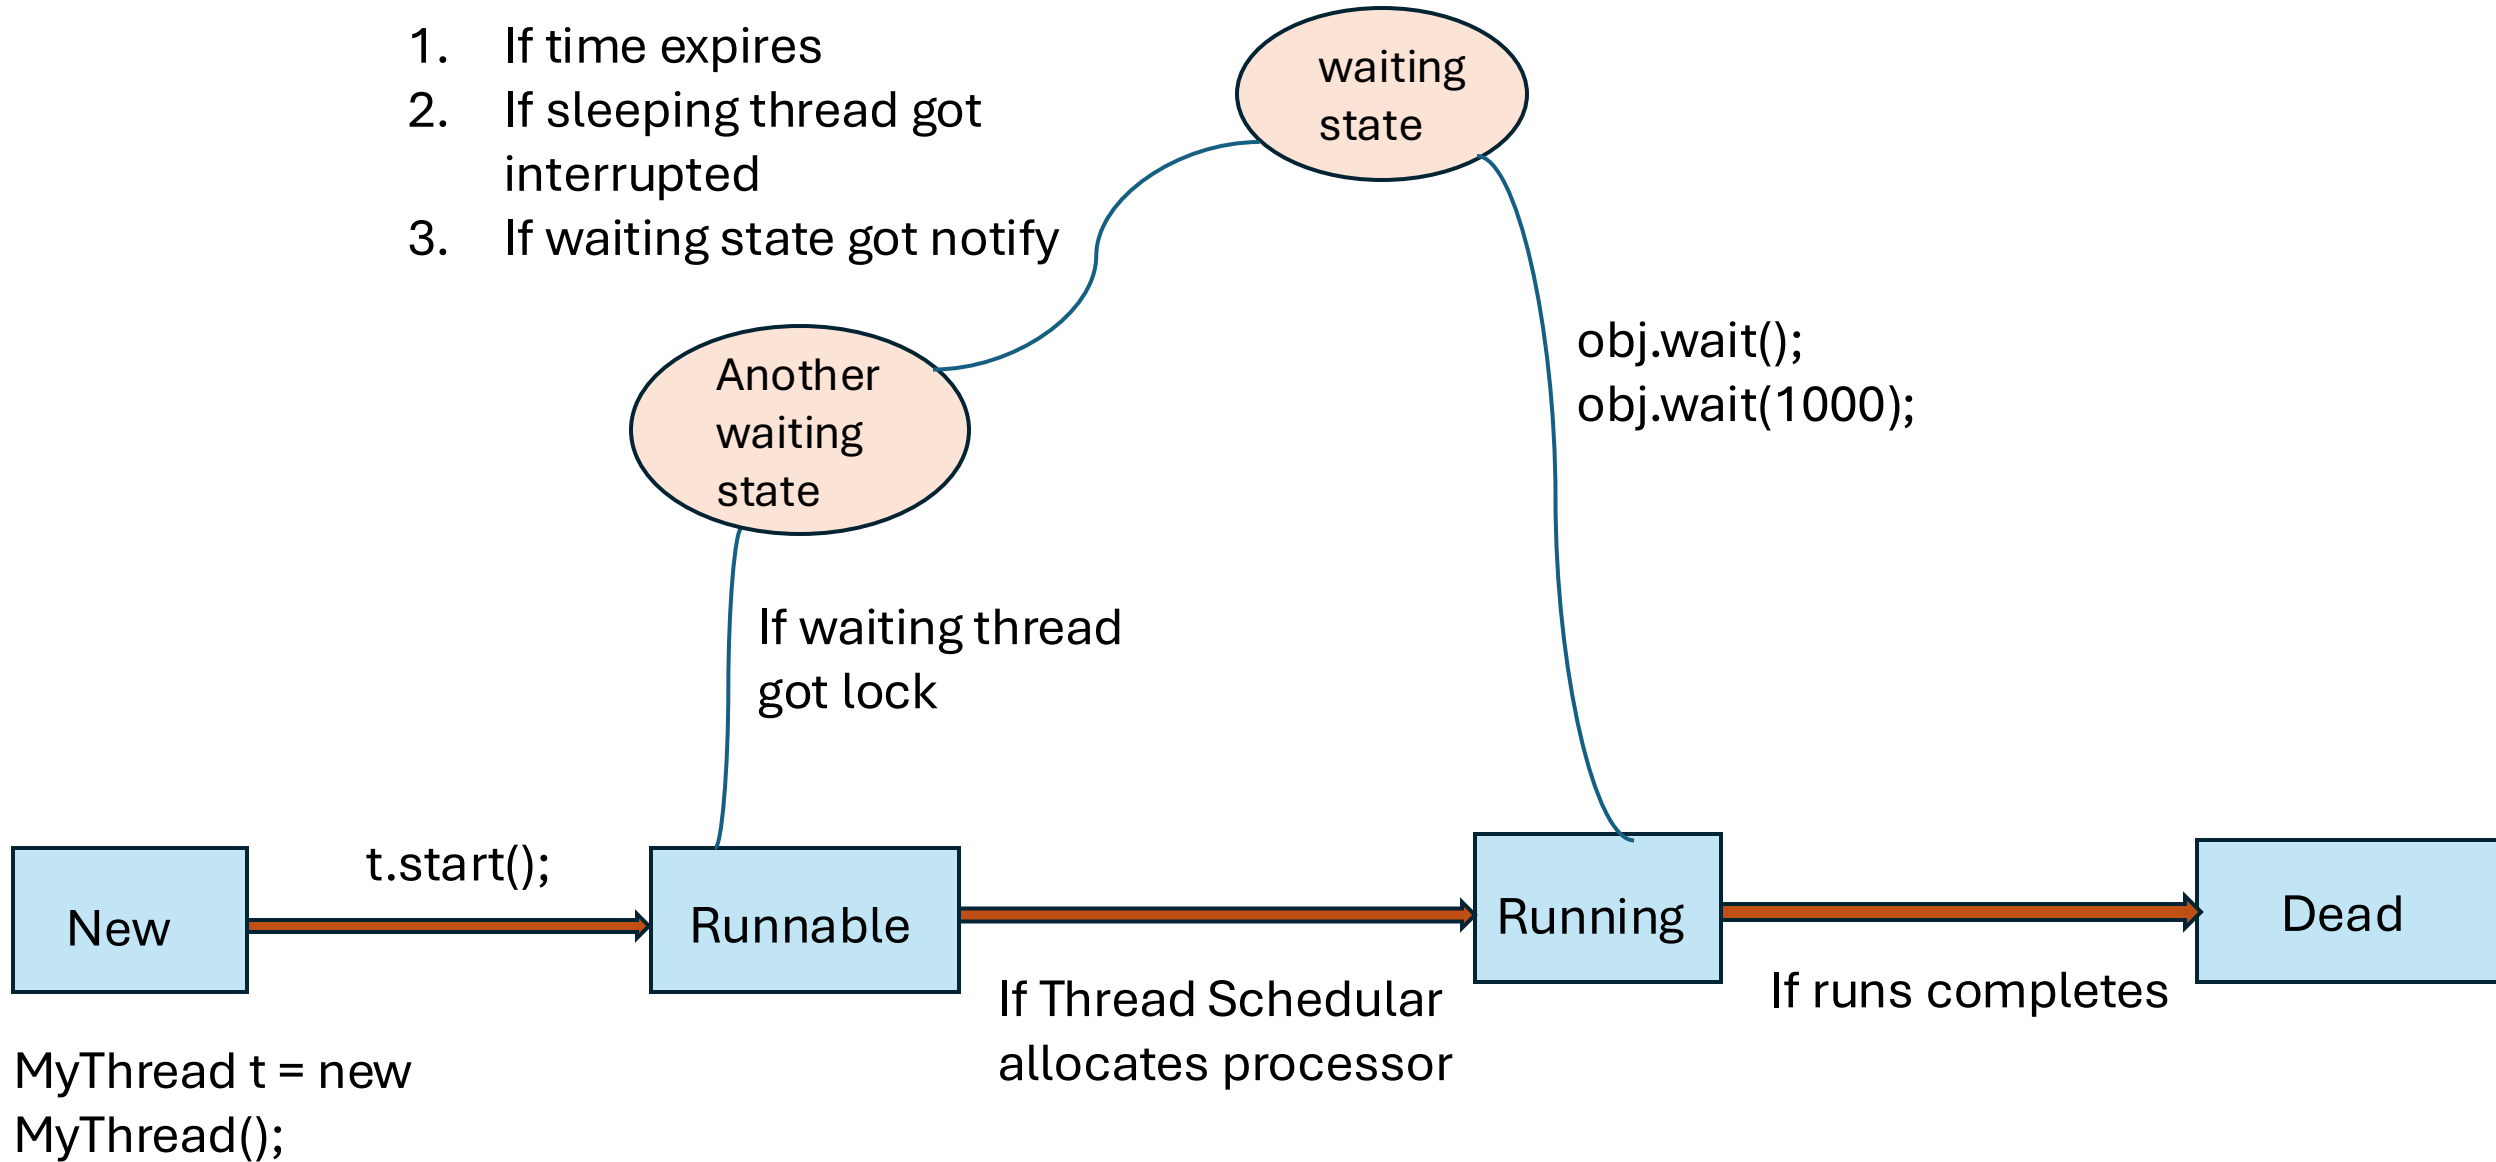 1. If time expires
2. If sleeping thread got
interrupted
3. If waiting state got notify
waiting
state
Another
waiting
state
obj.wait();
obj.wait(1000);
If waiting thread
got lock
t.start();
New
Runnable
Running
Dead
If Thread Schedular
allocates processor
If runs completes
MyThread t = new
MyThread();